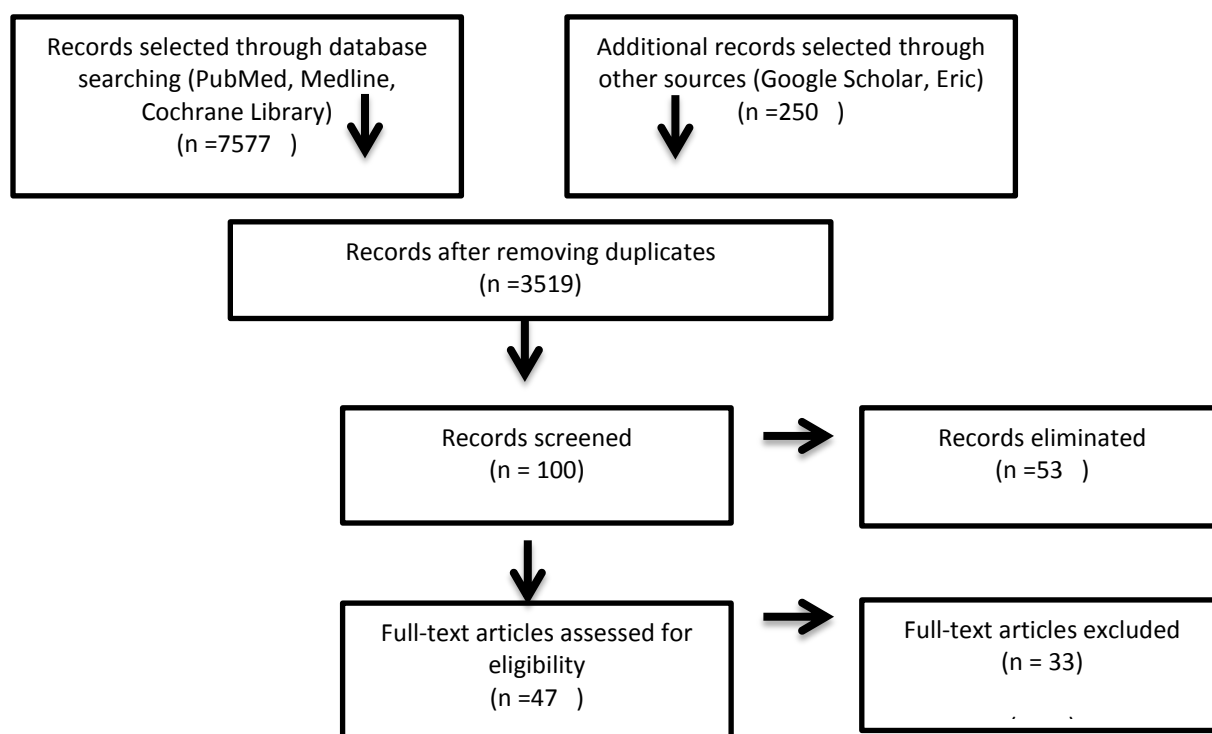 Records selected through database
searching (PubMed, Medline,
Cochrane Library)
(n =7577   )
Additional records selected through
other sources (Google Scholar, Eric)
(n =250   )
Records after removing duplicates
(n =3519)
Records screened
(n = 100)
Records eliminated
(n =53   )
Full-text articles assessed for
eligibility
(n =47   )
Full-text articles excluded
(n = 33)